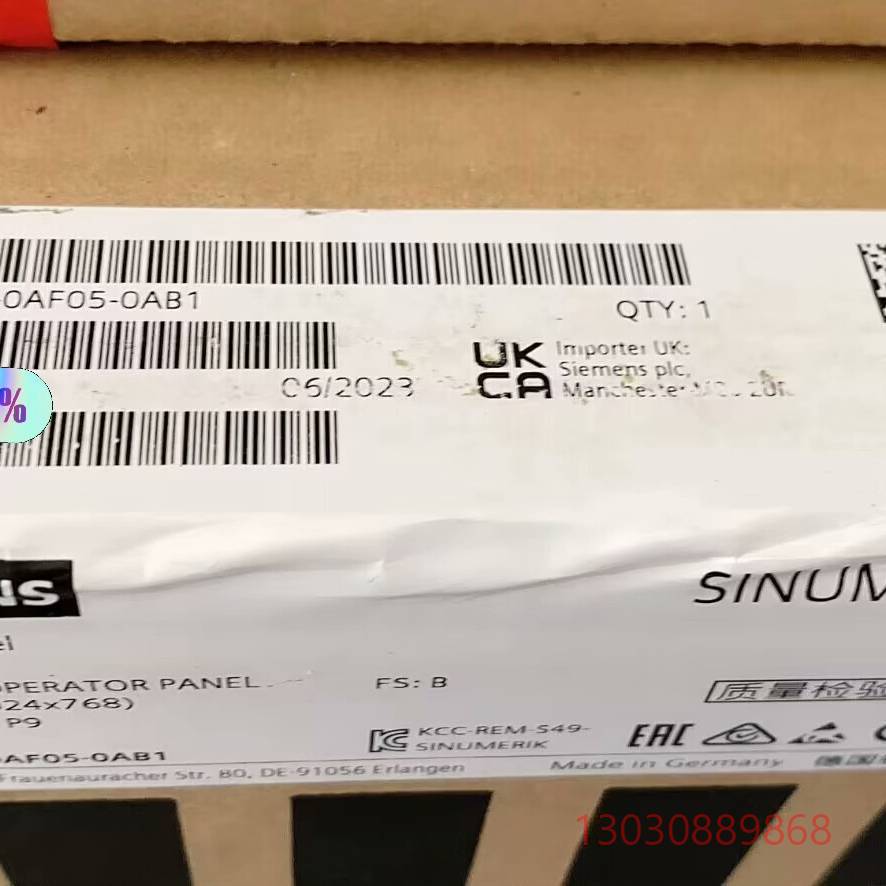 -0AF05-0AB1
QTY: 1
UK
CA
Importer UK:
Siemens plc,
06/2023
%
NS
SINUM
OPERATOR PANEL
FS: B
024x768)
P9
质量检验
KCC-REM-S49-
SINUMERIK
EAC
0AF05-0AB1
Frauenauracher Str. 80, DE-91056 Erlangen
Made in Germany
13030889868